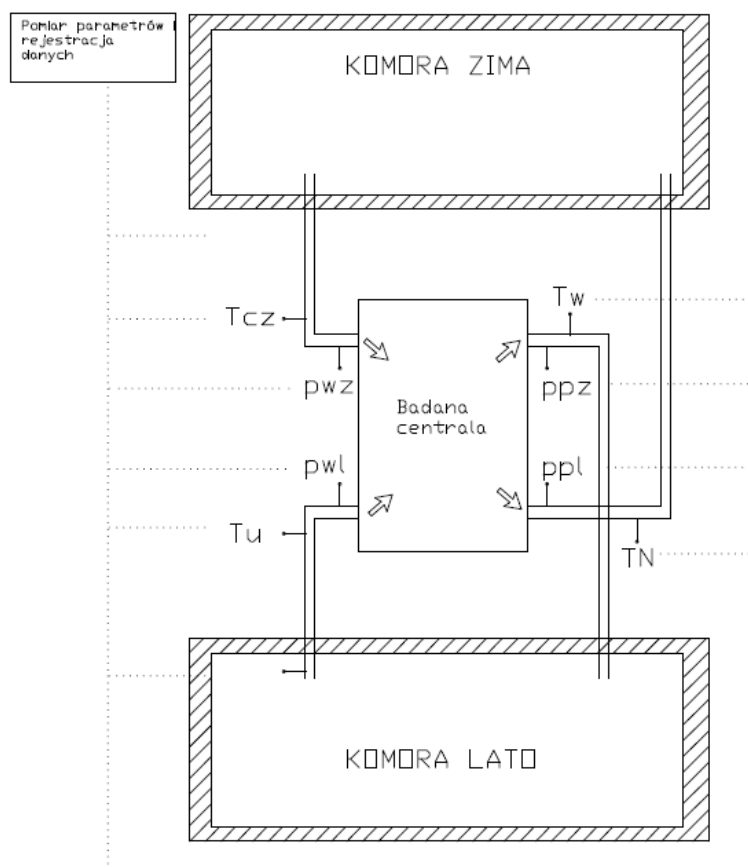 Pomiar parametrów i
rejestracja
danych
KOMORA ZIMA
Tcz
Tw
pwz
ppz
Badana
centrala
pwl
ppl
Tu
TN
KOMORA LATO